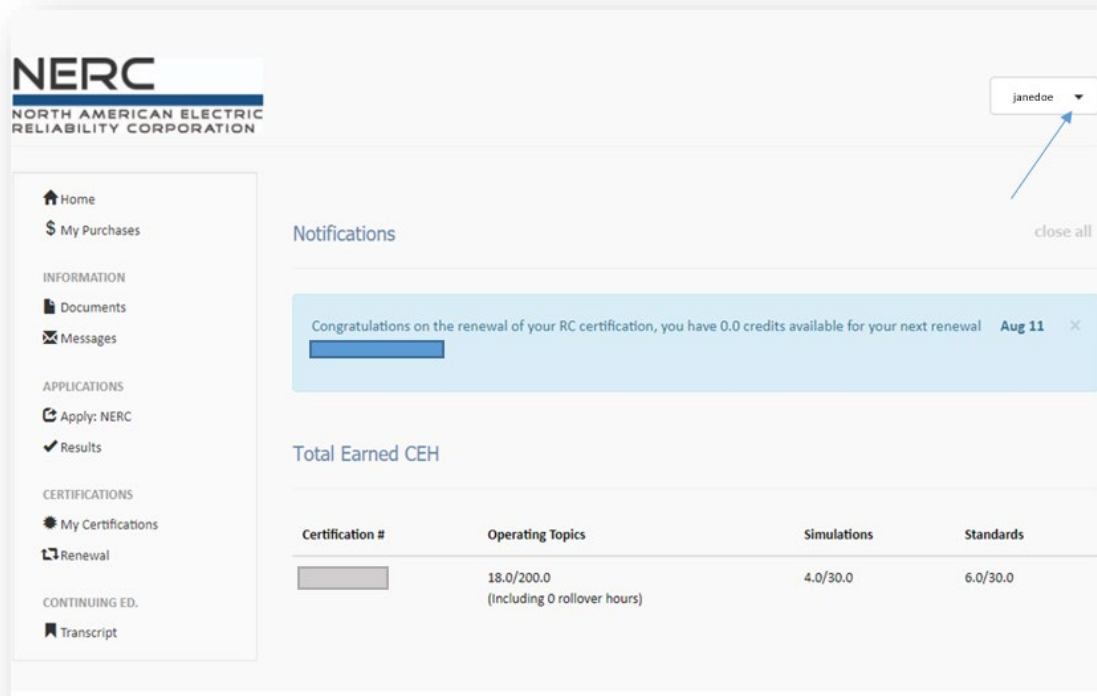 NERC
NORTH AMERICAN ELECTRIC
RELIABILITY CORPORATION
janedoe
Home
$ My Purchases
INFORMATION
Documents
Messages
APPLICATIONS
Apply: NERC
Results
CERTIFICATIONS
My Certifications
Renewal
CONTINUING ED.
Transcript
Notifications
close all
Congratulations on the renewal of your RC certification, you have 0.0 credits available for your next renewal Aug 11 ×
Total Earned CEH
Certification # Operating Topics Simulations Standards
18.0/200.0 4.0/30.0 6.0/30.0
(Including 0 rollover hours)